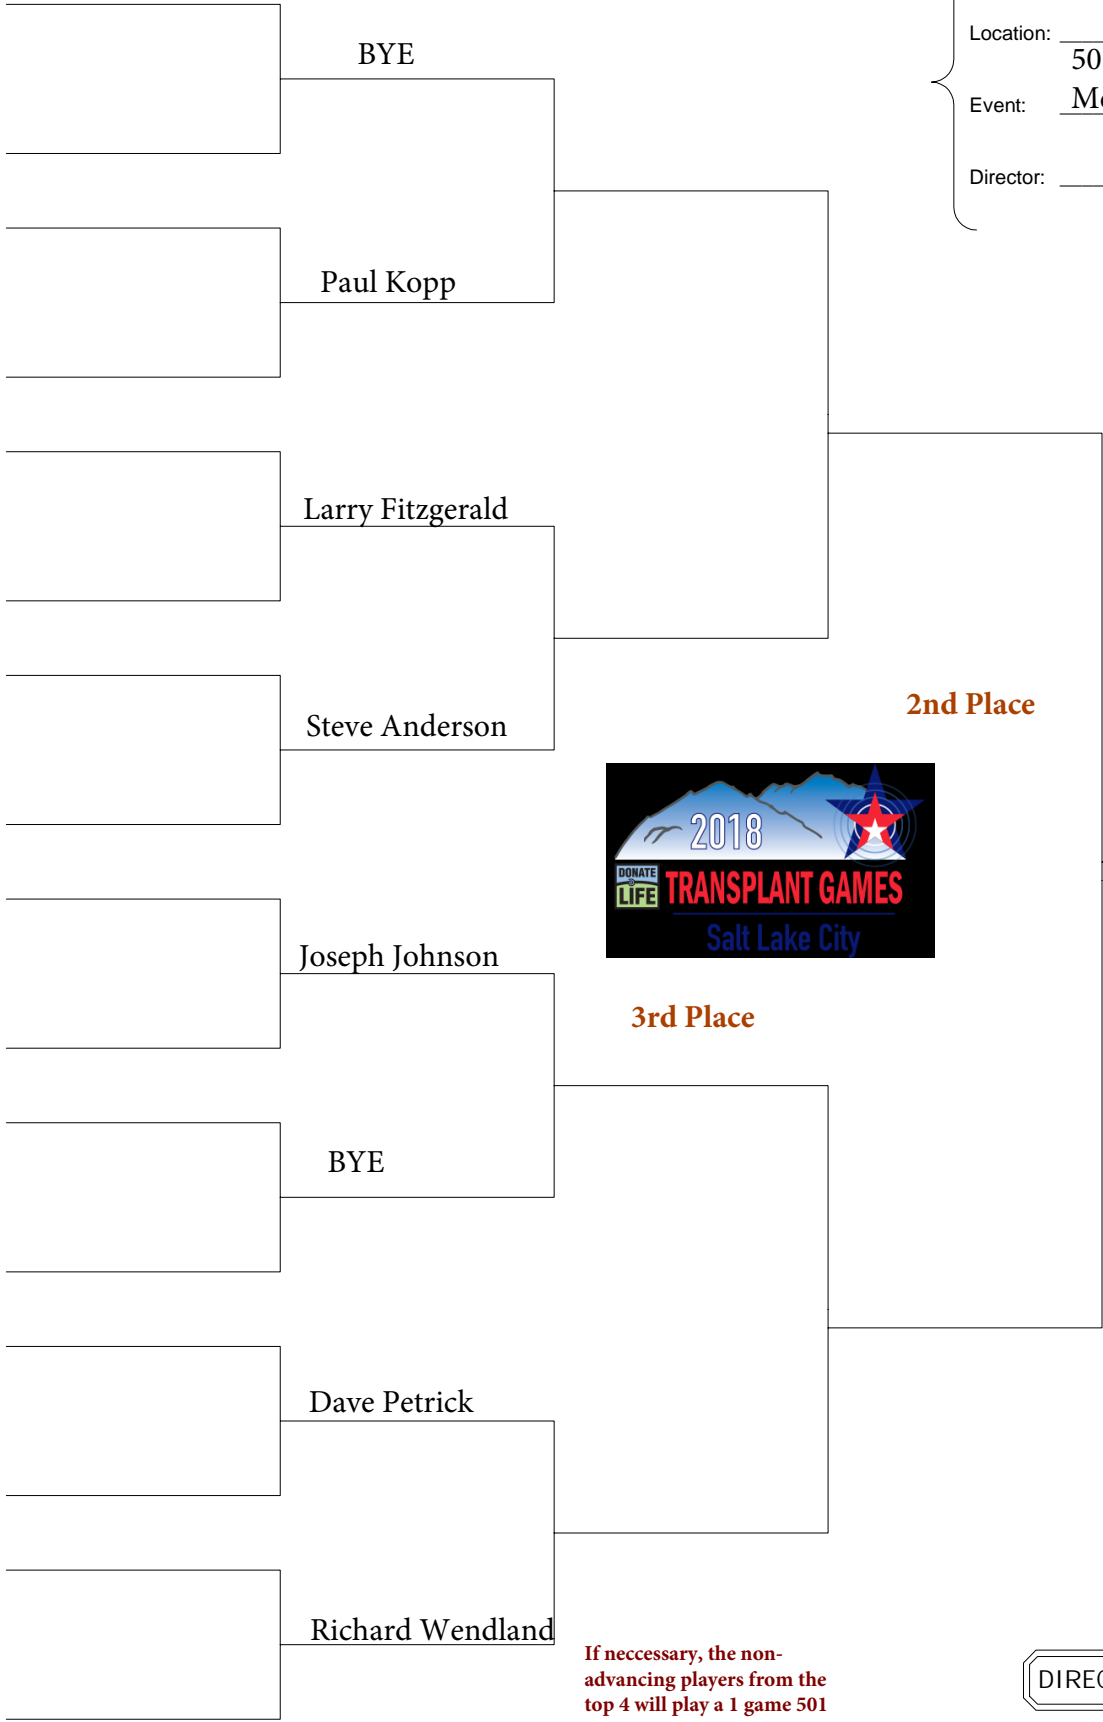 Location:
BYE
50
Event:
Director:
Paul Kopp
Larry Fitzgerald
2nd Place
Steve Anderson
2018
DONATE
LIFE
TRANSPLANT GAMES
Salt Lake City
Joseph Johnson
3rd Place
BYE
Dave Petrick
Richard Wendland
If neccessary, the non-
advancing players from the
top 4 will play a 1 game 501